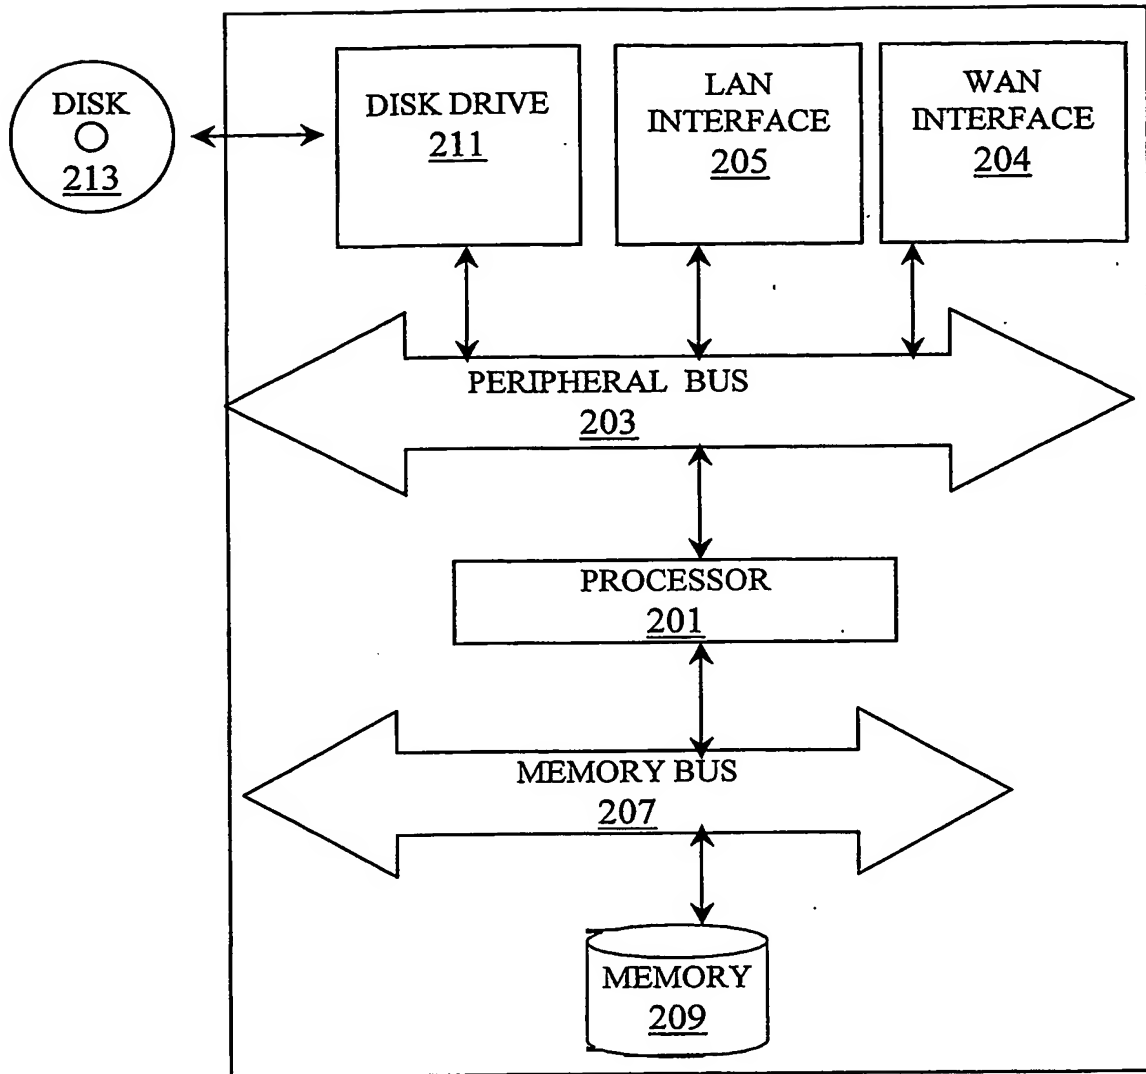 DISK
213
DISK DRIVE
211
LAN
INTERFACE
205
WAN
INTERFACE
204
PERIPHERAL BUS
203
PROCESSOR
201
MEMORY BUS
207
MEMORY
209